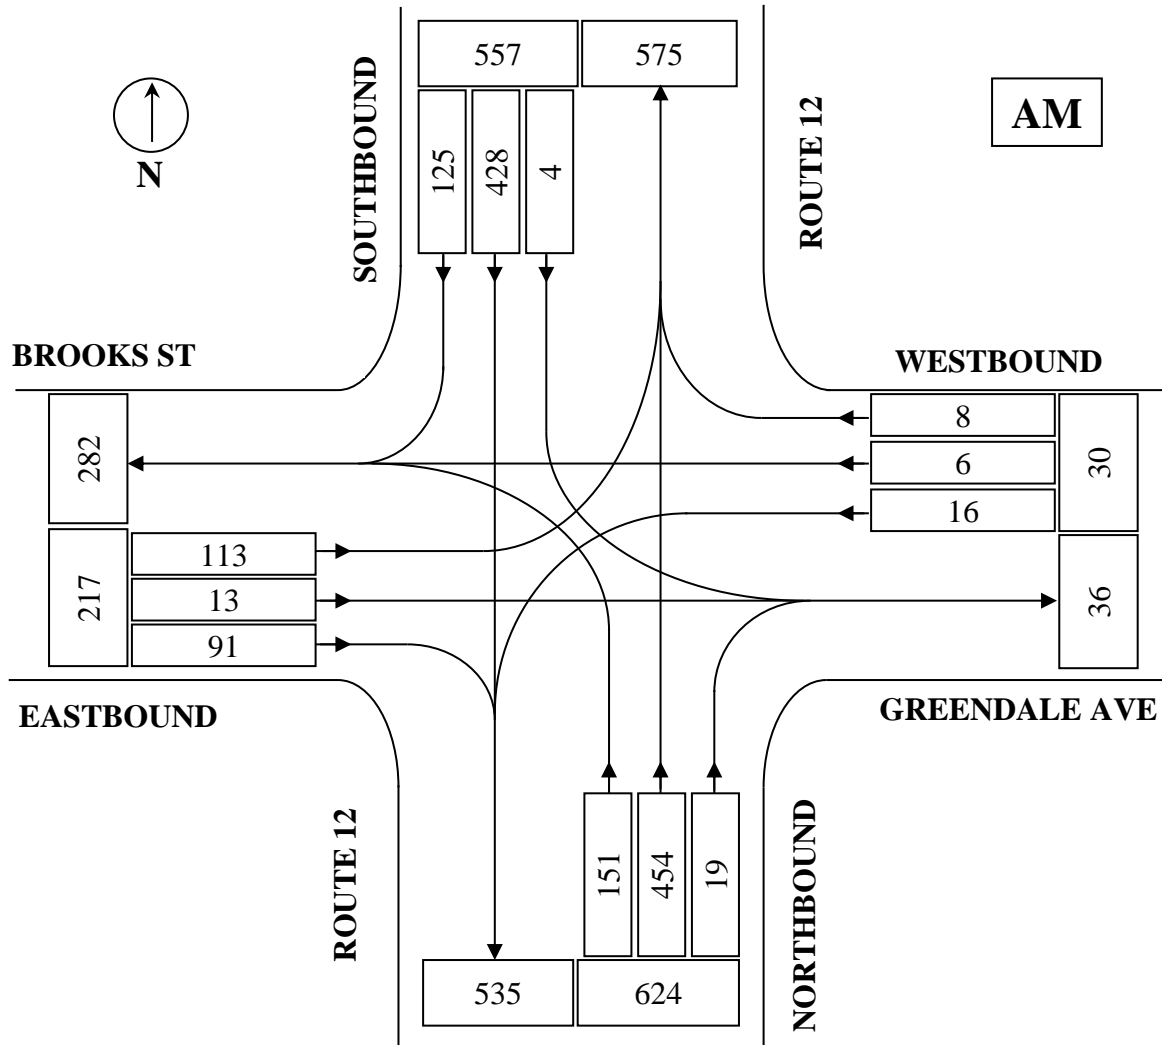 557
575
AM
SOUTHBOUND
ROUTE 12
N
125
428
4
BROOKS ST
WESTBOUND
282
8
6
16
30
217
113
13
91
36
EASTBOUND
GREENDALE AVE
ROUTE 12
151
454
19
NORTHBOUND
535
624